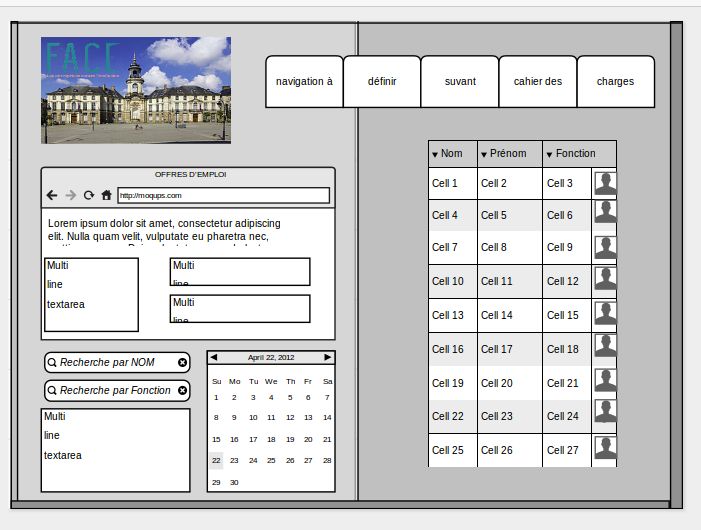 FACE
navigation à
définir
suvant
cahier des
charges
OFFRES D'EMPLOI
http://moqups.com
Lorem ipsum dolor sit amet, consectetur adipiscing
elit. Nulla quam velit, vulputate eu pharetra nec,
Multi
line
textarea
Multi
line
Multi
line
Recherche par NOM
Recherche par Fonction
Multi
line
textarea
April 22, 2012
Su Mo Tu We Th Fr Sa
1 2 3 4 5 6 7
8 9 10 11 12 13 14
15 16 17 18 19 20 21
22 23 24 25 26 27 28
29 30
Nom Prénom Fonction
Cell 1 Cell 2 Cell 3
Cell 4 Cell 5 Cell 6
Cell 7 Cell 8 Cell 9
Cell 10 Cell 11 Cell 12
Cell 13 Cell 14 Cell 15
Cell 16 Cell 17 Cell 18
Cell 19 Cell 20 Cell 21
Cell 22 Cell 23 Cell 24
Cell 25 Cell 26 Cell 27